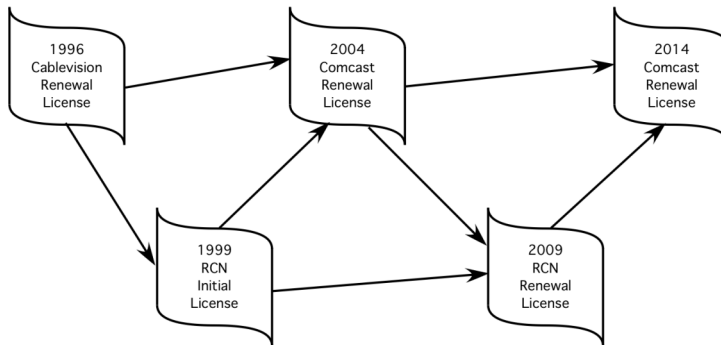 1996
Cablevision
Renewal
License
2004
Comcast
Renewal
License
2014
Comcast
Renewal
License
1999
RCN
Initial
License
2009
RCN
Renewal
License